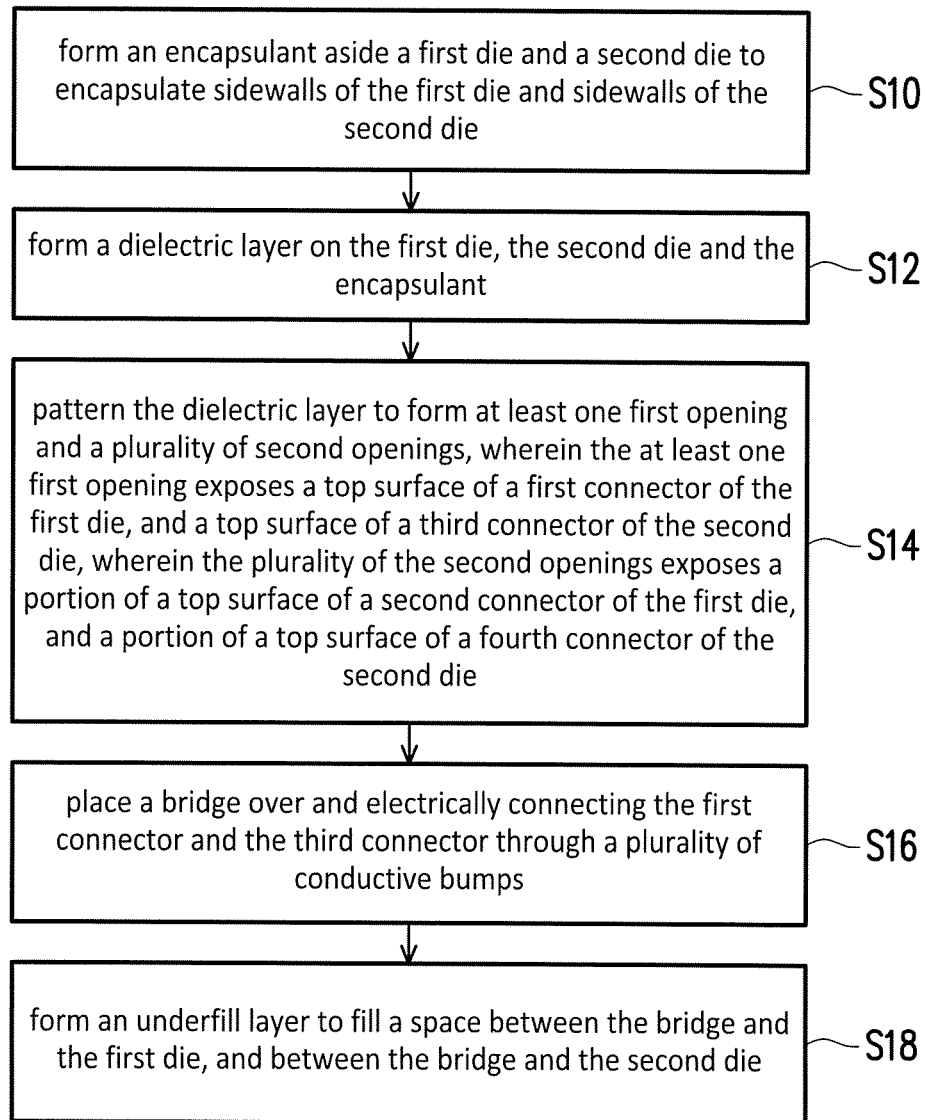 form an encapsulant aside a first die and a second die to
encapsulate sidewalls of the first die and sidewalls of the
second die
S10
form a dielectric layer on the first die, the second die and the
encapsulant
S12
pattern the dielectric layer to form at least one first opening
and a plurality of second openings, wherein the at least one
first opening exposes a top surface of a first connector of the
first die, and a top surface of a third connector of the second
die, wherein the plurality of the second openings exposes a
portion of a top surface of a second connector of the first die,
and a portion of a top surface of a fourth connector of the
second die
S14
place a bridge over and electrically connecting the first
connector and the third connector through a plurality of
conductive bumps
S16
form an underfill layer to fill a space between the bridge and
the first die, and between the bridge and the second die
S18